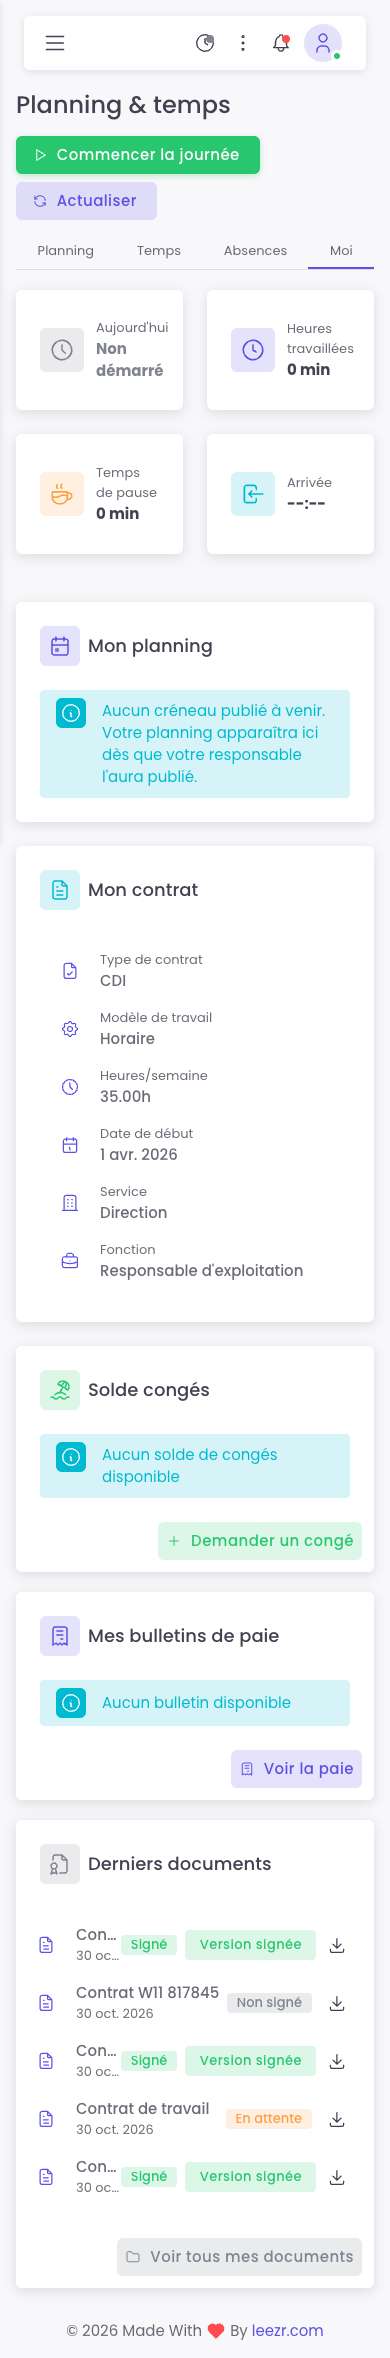 Planning & temps
Commencer la journée
Actualiser
Planning Temps Absences Moi
Aujourd'hui
Non
démarré
Heures
travaillées
0 min
Temps
de pause
0 min
Arrivée
--:--
Mon planning
Aucun créneau publié à venir.
Votre planning apparaîtra ici
dès que votre responsable
l'aura publié.
Mon contrat
Type de contrat
CDI
Modèle de travail
Horaire
Heures/semaine
35.00h
Date de début
1 avr. 2026
Service
Direction
Fonction
Responsable d'exploitation
Solde congés
Aucun solde de congés
disponible
Demander un congé
Mes bulletins de paie
Aucun bulletin disponible
Voir la paie
Derniers documents
Con... Signé Version signée
30 oc...
Contrat W11 817845 Non signé
30 oct. 2026
Con... Signé Version signée
30 oc...
Contrat de travail En attente
30 oct. 2026
Con... Signé Version signée
30 oc...
Voir tous mes documents
© 2026 Made With By leezr.com